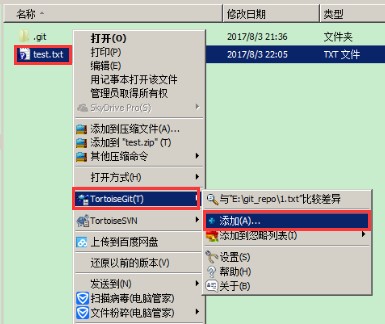 名称 修改日期 类型
.git 2017/8/3 21:36 文件夹
test.txt 2017/8/3 22:05 TXT 文件
打开(O)
打印(P)
编辑(E)
用记事本打开该文件
管理员取得所有权
SkyDrive Pro(S)
添加到压缩文件(A)...
添加到 "test.zip" (T)
其他压缩命令
打开方式(H)
TortoiseGit(T)
与"E:\git_repo\1.txt"比较差异
TortoiseSVN
添加(A)...
上传到百度网盘
添加到忽略列表(I)
还原以前的版本(V)
设置(S)
发送到(N)
帮助(H)
扫描病毒(电脑管家)
关于(B)
文件粉碎(电脑管家)